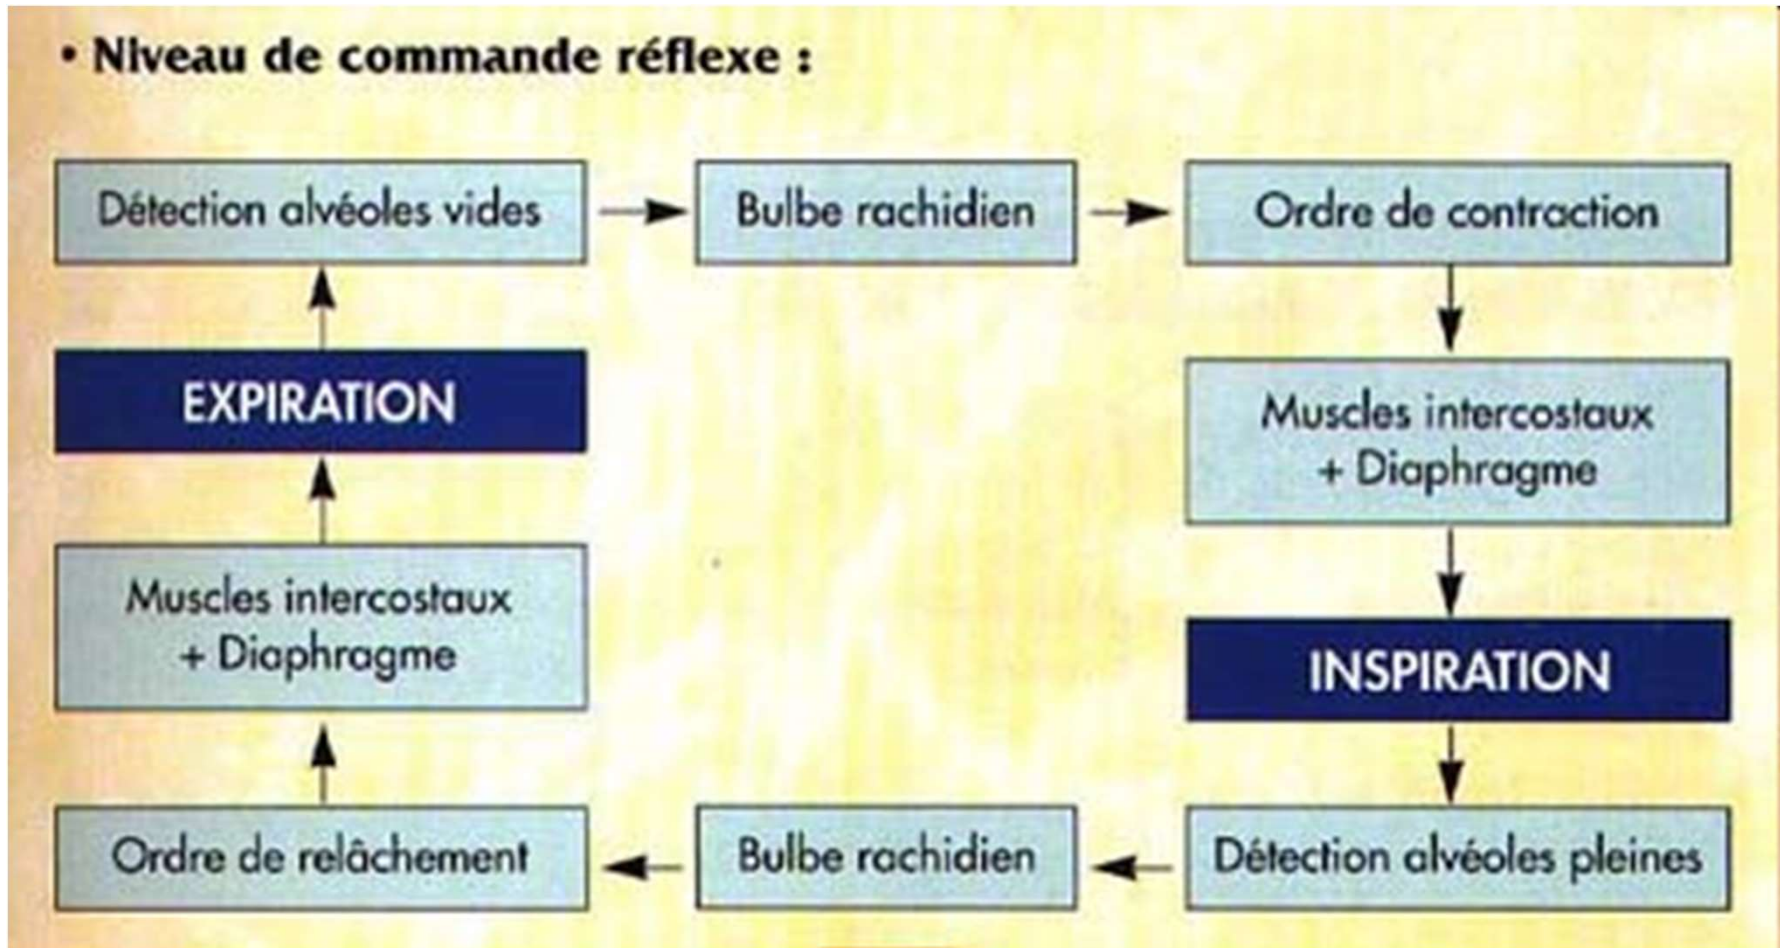 • Niveau de commande réflexe :
Détection alvéoles vides
Bulbe rachidien
Ordre de contraction
Muscles intercostaux
+ Diaphragme
INSPIRATION
Détection alvéoles pleines
Bulbe rachidien
Ordre de relâchement
Muscles intercostaux
+ Diaphragme
EXPIRATION